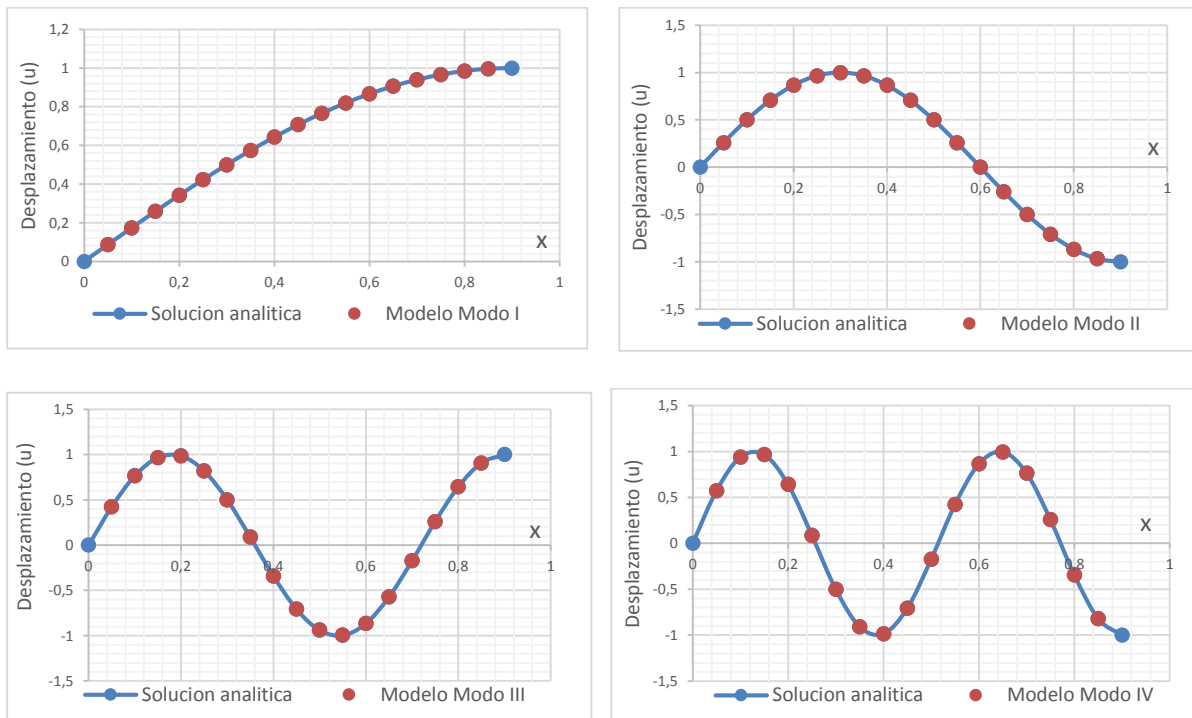 Desplazamiento (u)
1,2
1
0,8
0,6
0,4
0,2
0
0 0,2 0,4 0,6 0,8 1
X
Solucion analitica Modelo Modo I
Desplazamiento (u)
1,5
1
0,5
0
-0,5
-1
-1,5
0 0,2 0,4 0,6 0,8 1
X
Solucion analitica Modelo Modo II
Desplazamiento (u)
1,5
1
0,5
0
-0,5
-1
-1,5
0 0,2 0,4 0,6 0,8 1
X
Solucion analitica Modelo Modo III
Desplazamiento (u)
1,5
1
0,5
0
-0,5
-1
-1,5
0 0,2 0,4 0,6 0,8 1
X
Solucion analitica Modelo Modo IV